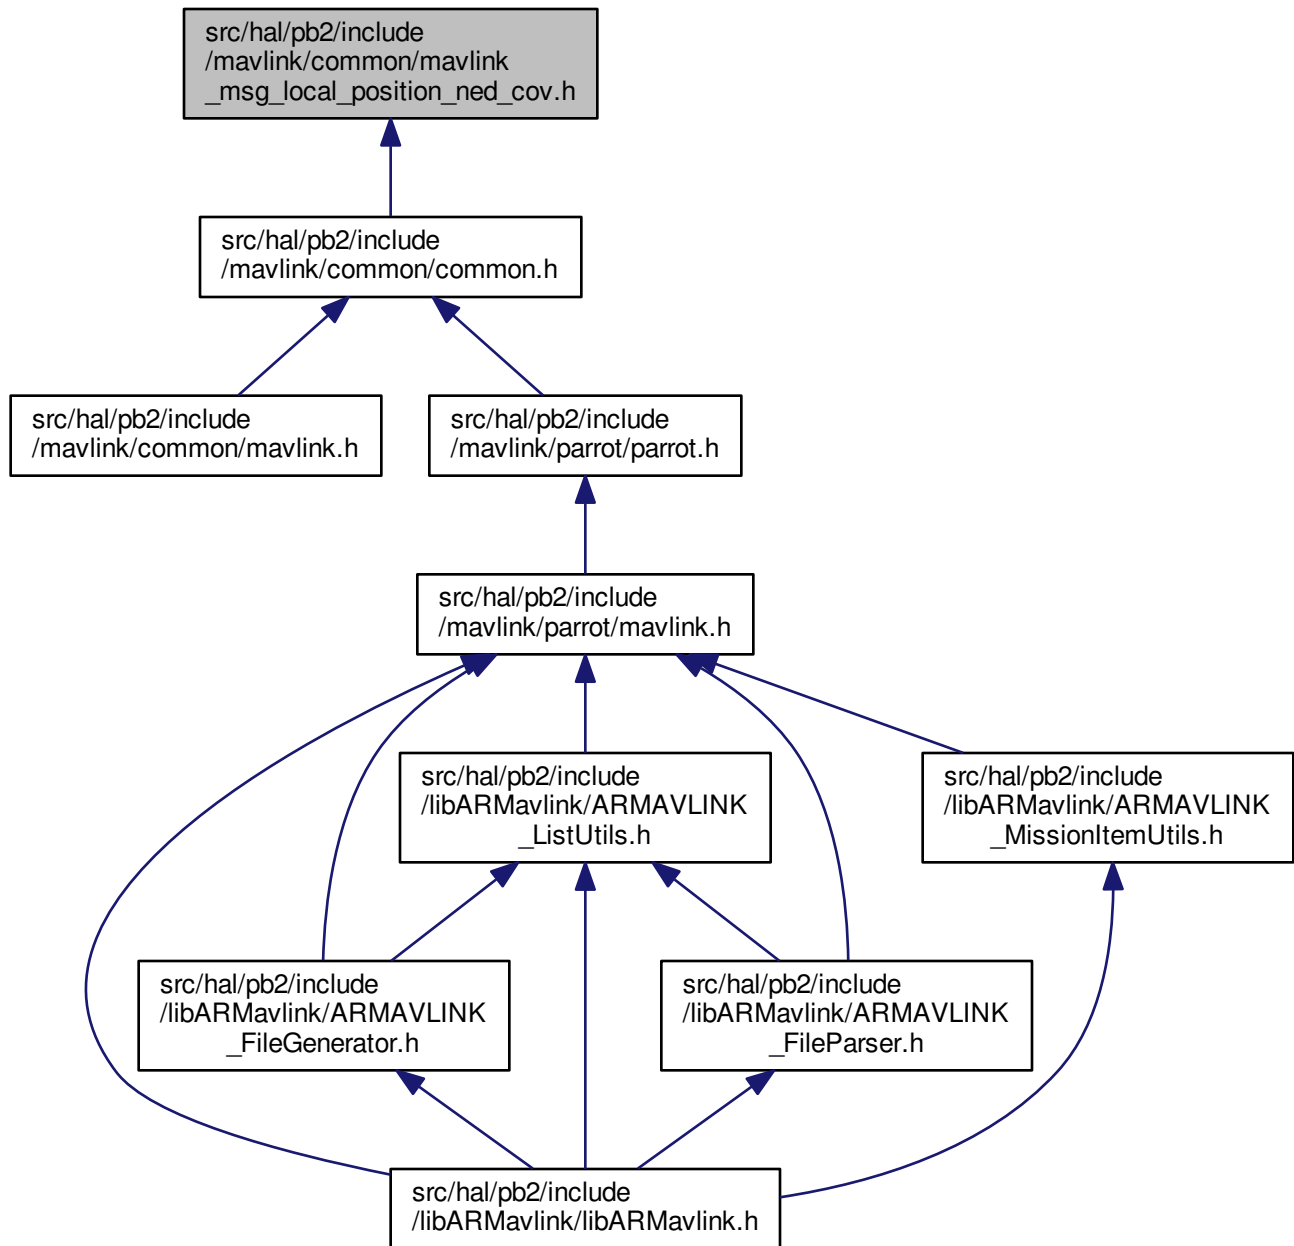 src/hal/pb2/include
/mavlink/common/mavlink
_msg_local_position_ned_cov.h
src/hal/pb2/include
/mavlink/common/common.h
src/hal/pb2/include
/mavlink/common/mavlink.h
src/hal/pb2/include
/mavlink/parrot/parrot.h
src/hal/pb2/include
/mavlink/parrot/mavlink.h
src/hal/pb2/include
/libARMavlink/ARMAVLINK
_ListUtils.h
src/hal/pb2/include
/libARMavlink/ARMAVLINK
_MissionItemUtils.h
src/hal/pb2/include
/libARMavlink/ARMAVLINK
_FileGenerator.h
src/hal/pb2/include
/libARMavlink/ARMAVLINK
_FileParser.h
src/hal/pb2/include
/libARMavlink/libARMavlink.h